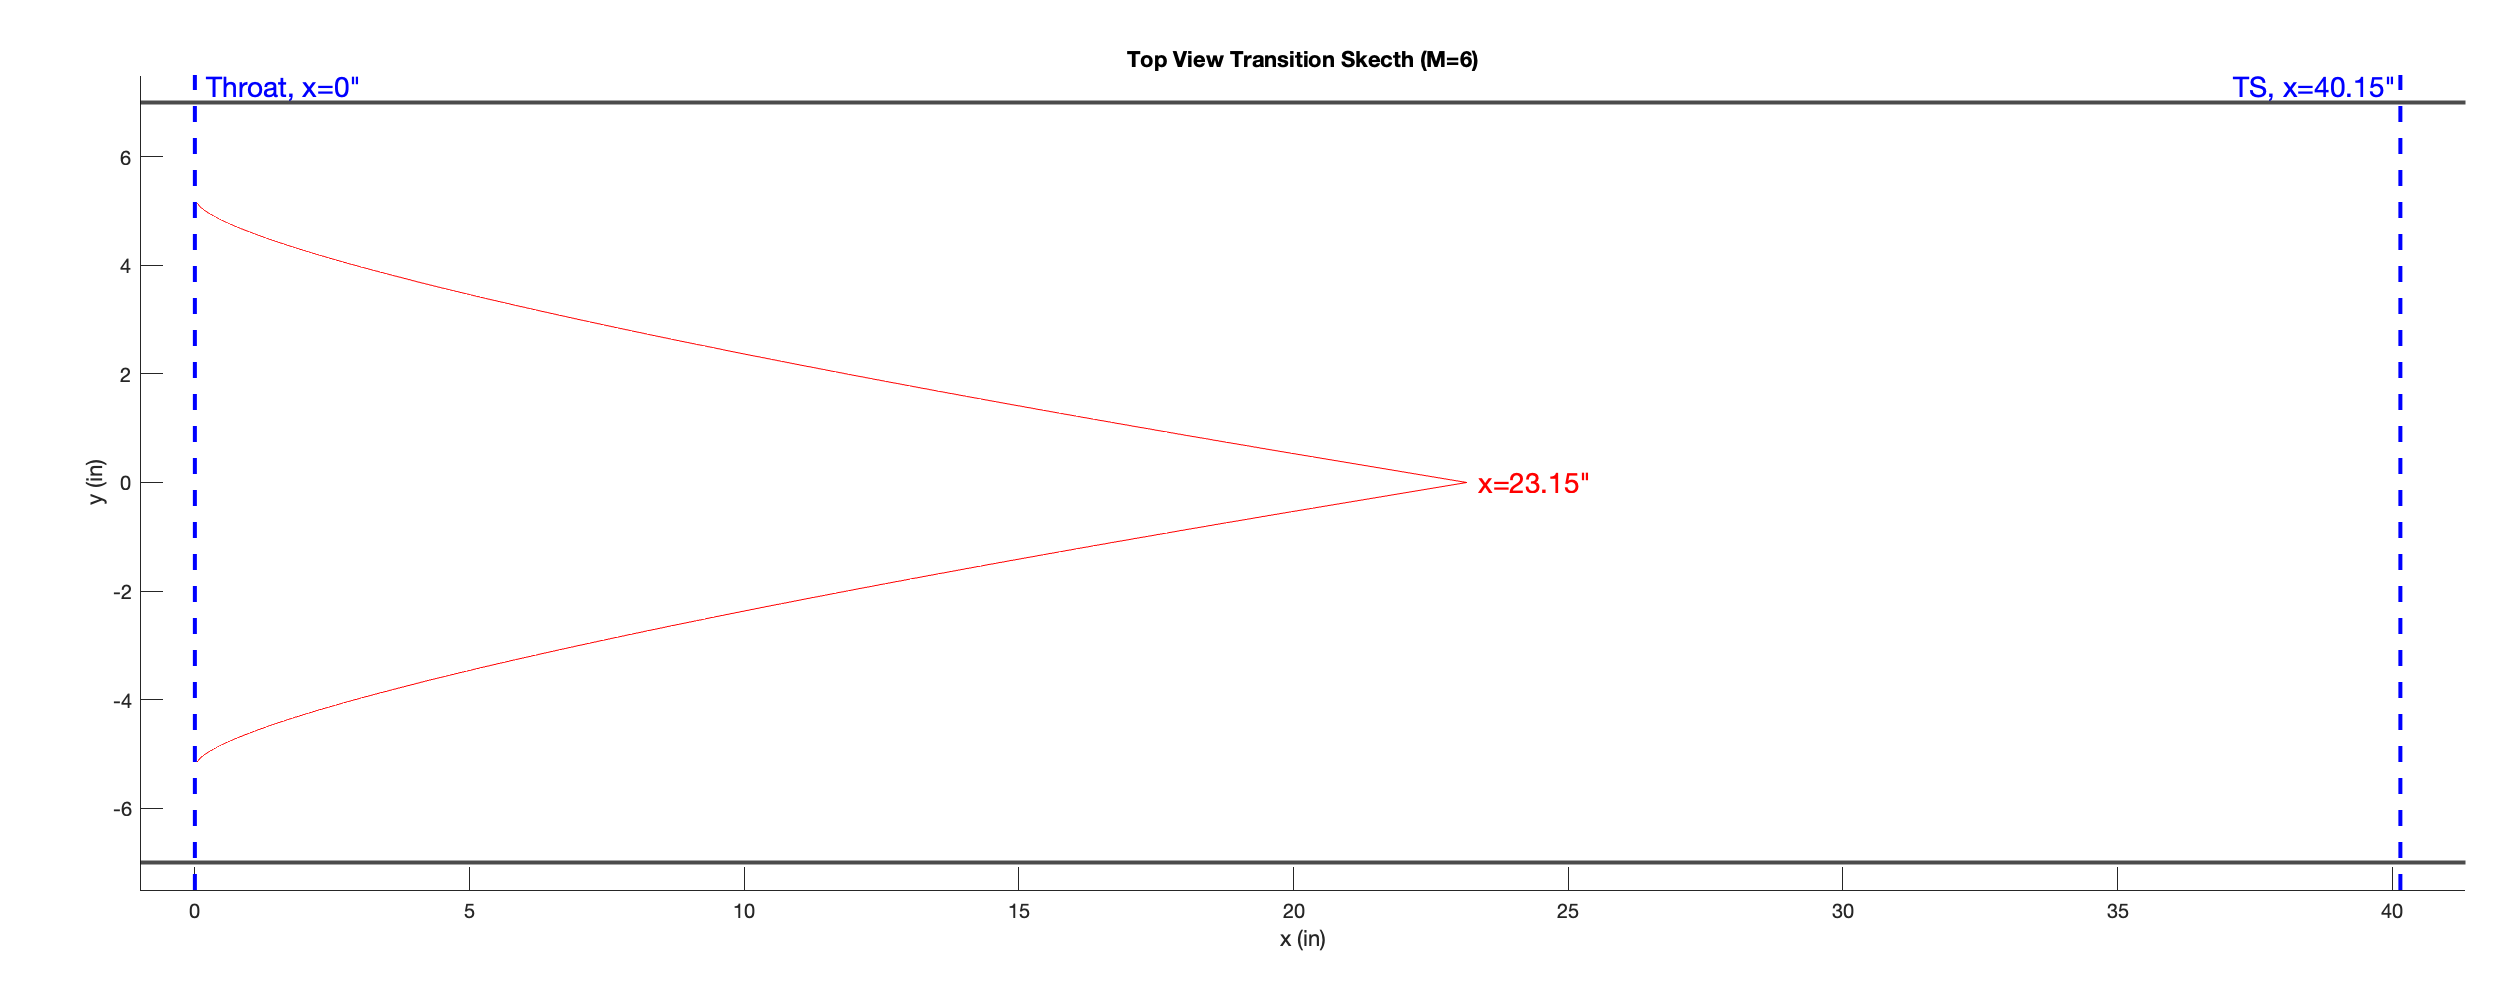 Top View Transition Skecth (M=6)
Throat, x=0"
TS, x=40.15"
6
4
2
0
-2
-4
-6
y (in)
x=23.15"
0
5
10
15
20
25
30
35
40
x (in)